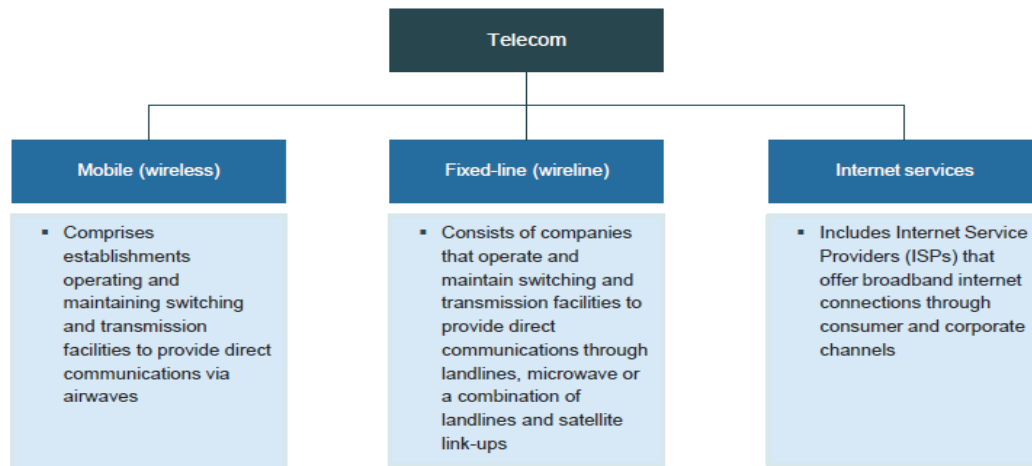 Telecom
Mobile (wireless)
▪ Comprises
establishments
operating and
maintaining switching
and transmission
facilities to provide direct
communications via
airwaves
Fixed-line (wireline)
▪ Consists of companies
that operate and
maintain switching and
transmission facilities to
provide direct
communications through
landlines, microwave or
a combination of
landlines and satellite
link-ups
Internet services
▪ Includes Internet Service
Providers (ISPs) that
offer broadband internet
connections through
consumer and corporate
channels